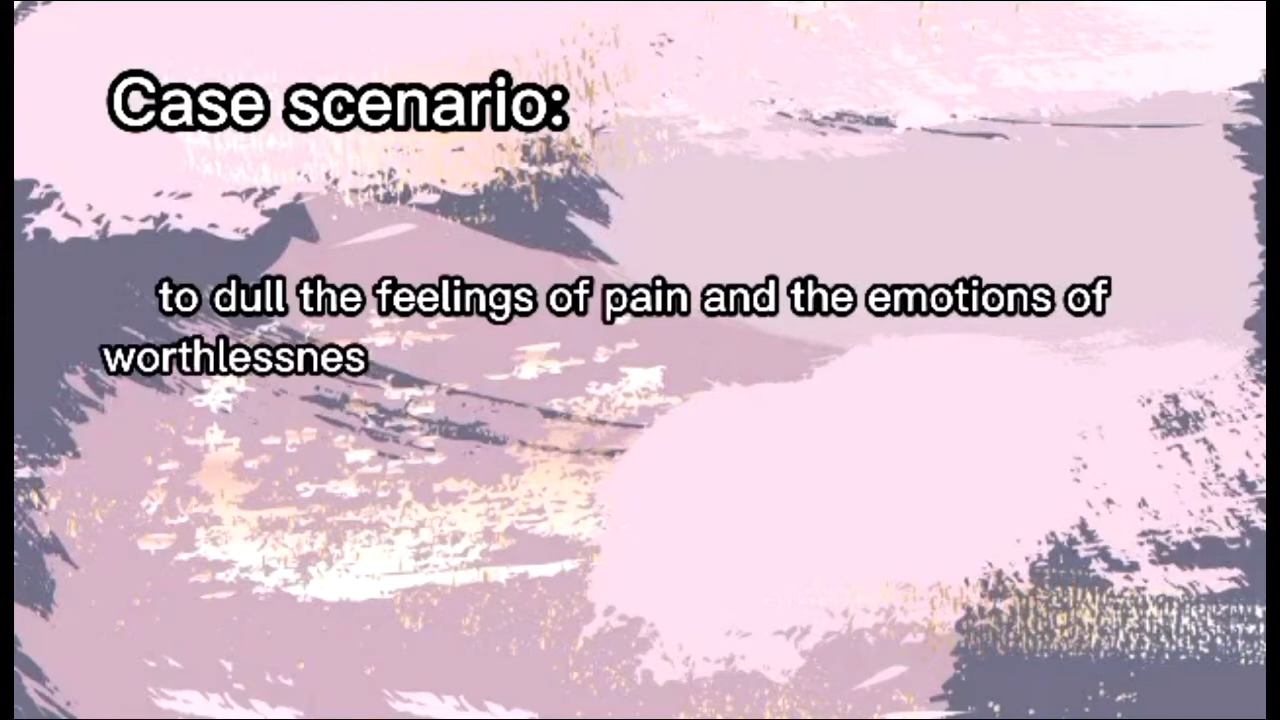 Case scenario:
to dull the feelings of pain and the emotions of
worthlessnes